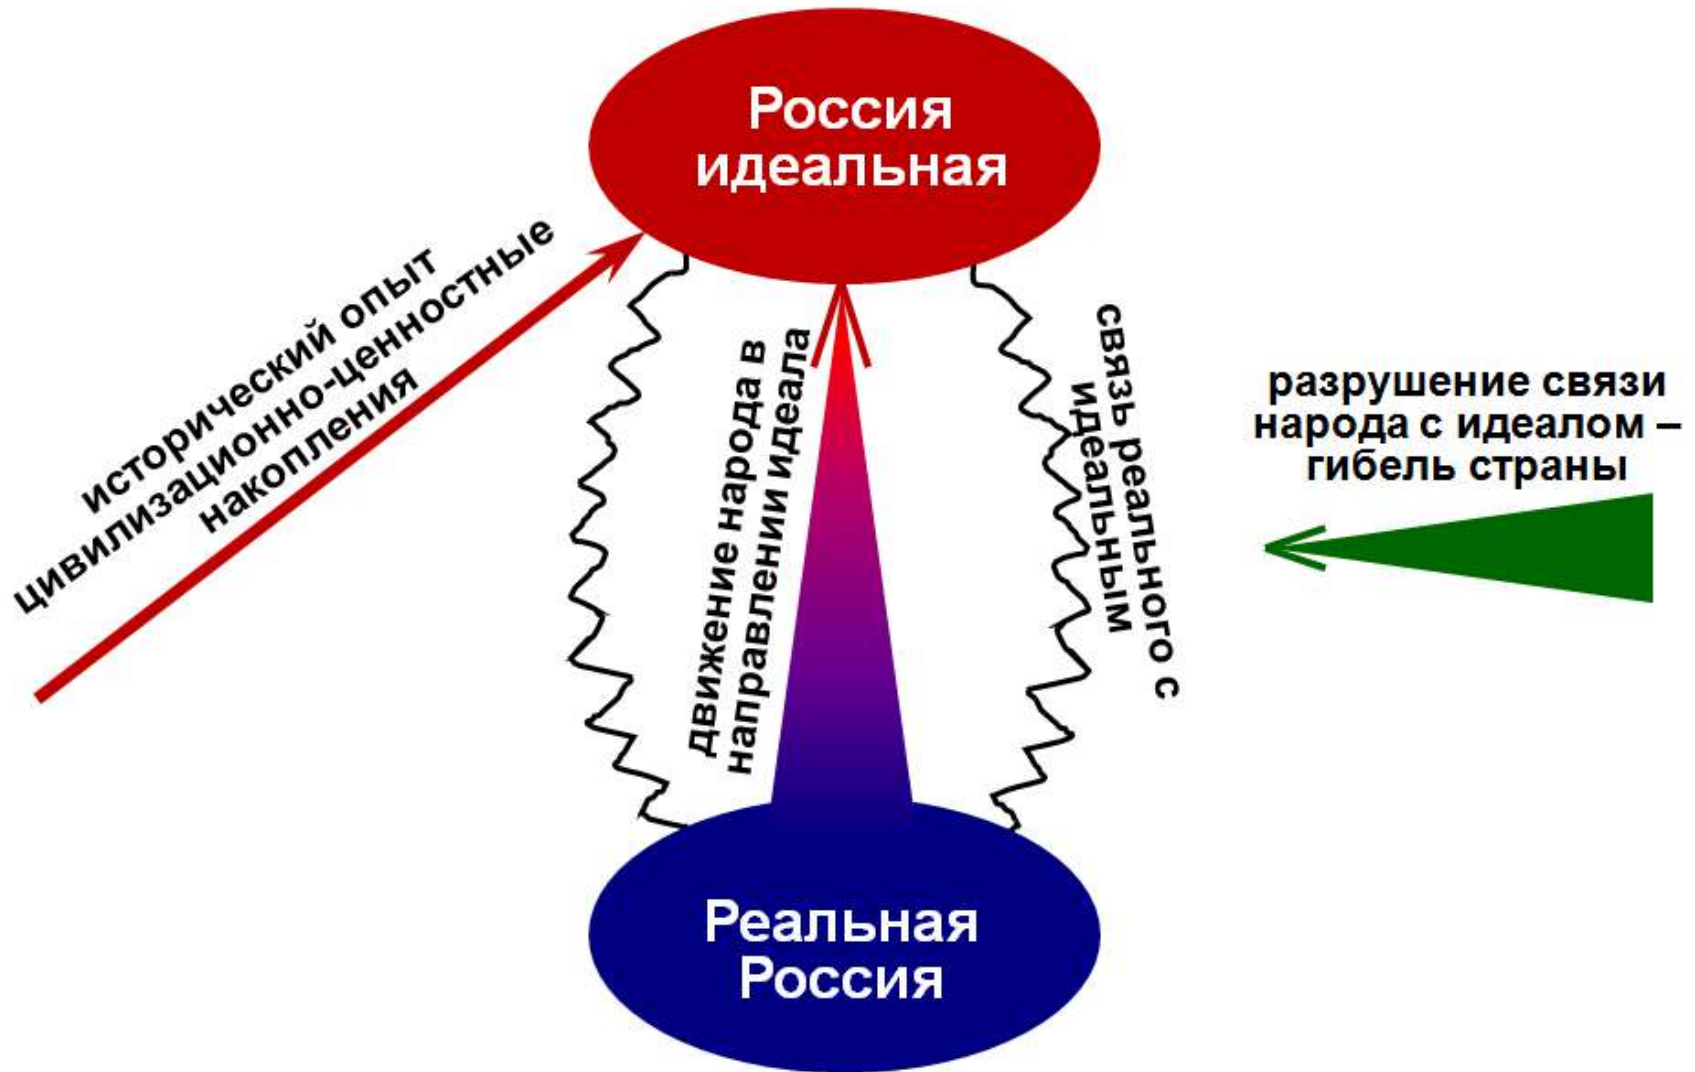 Россия
идеальная
исторический опыт
цивилизационно-ценностные
накопления
движение народа в
направлении идеала
связь реального с
идеальным
разрушение связи
народа с идеалом –
гибель страны
Реальная
Россия